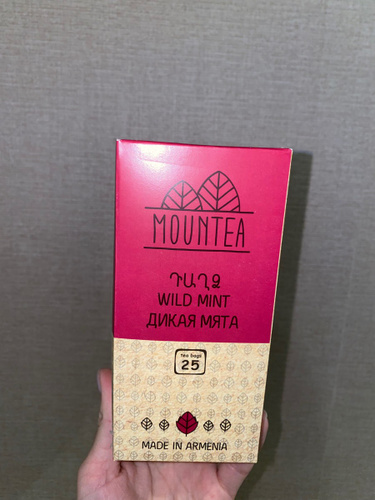 MOUNTEA
ԴԱՂՁ
WILD MINT
ДИКАЯ МЯТА
tea bags
25
MADE IN ARMENIA